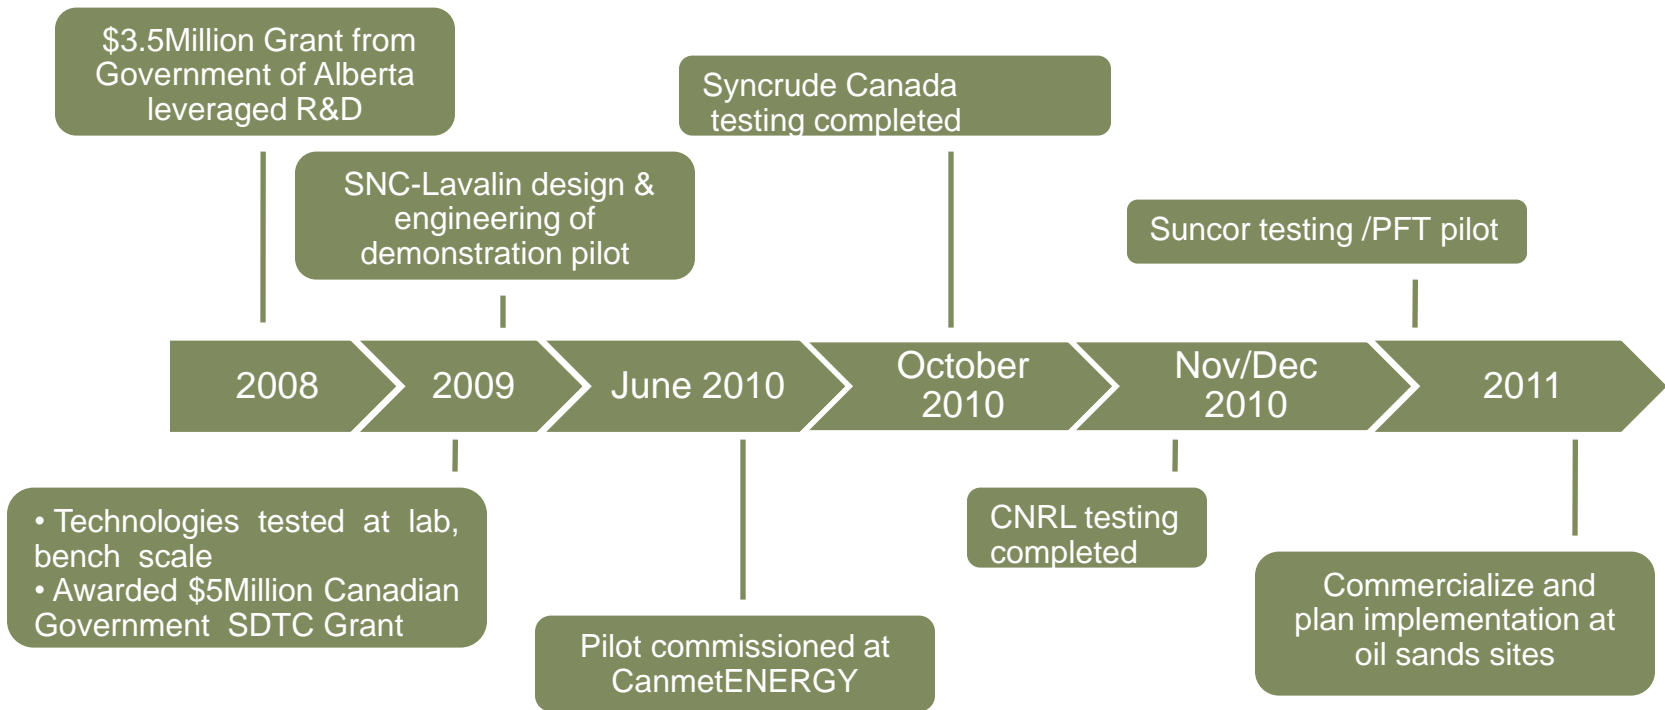 $3.5Million Grant from
Government of Alberta
leveraged R&D
SNC-Lavalin design &
engineering of
demonstration pilot
Syncrude Canada
testing completed
Suncor testing /PFT pilot
2008
2009
June 2010
October
2010
Nov/Dec
2010
2011
• Technologies tested at lab,
bench scale
• Awarded $5Million Canadian
Government SDTC Grant
Pilot commissioned at
CanmetENERGY
CNRL testing
completed
Commercialize and
plan implementation at
oil sands sites